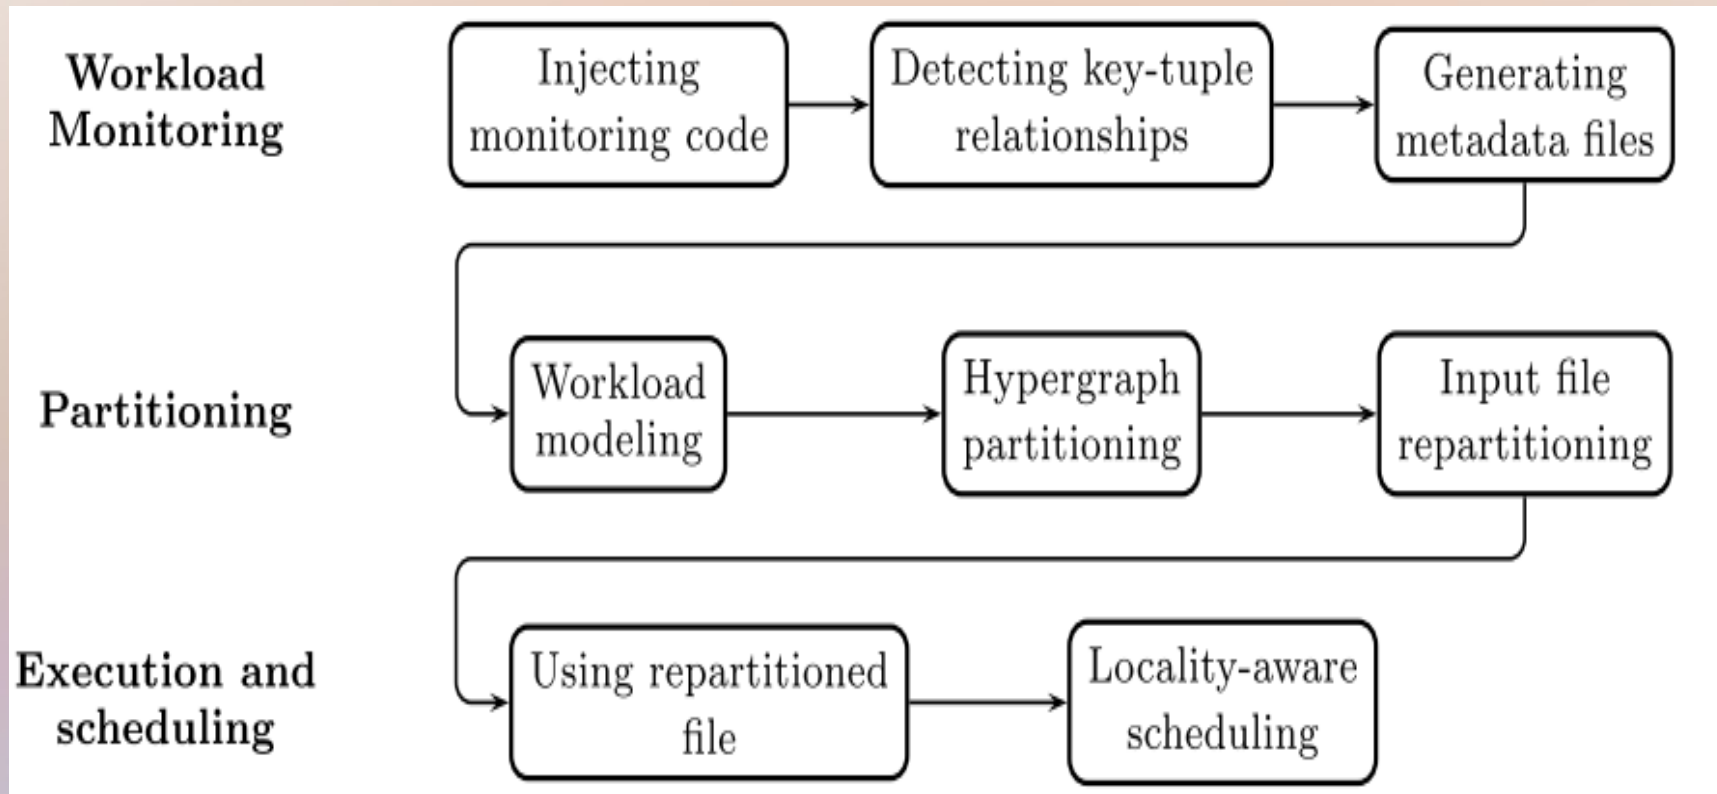 Workload
Monitoring
Injecting
monitoring code
Detecting key-tuple
relationships
Generating
metadata files
Partitioning
Workload
modeling
Hypergraph
partitioning
Input file
repartitioning
Execution and
scheduling
Using repartitioned
file
Locality-aware
scheduling